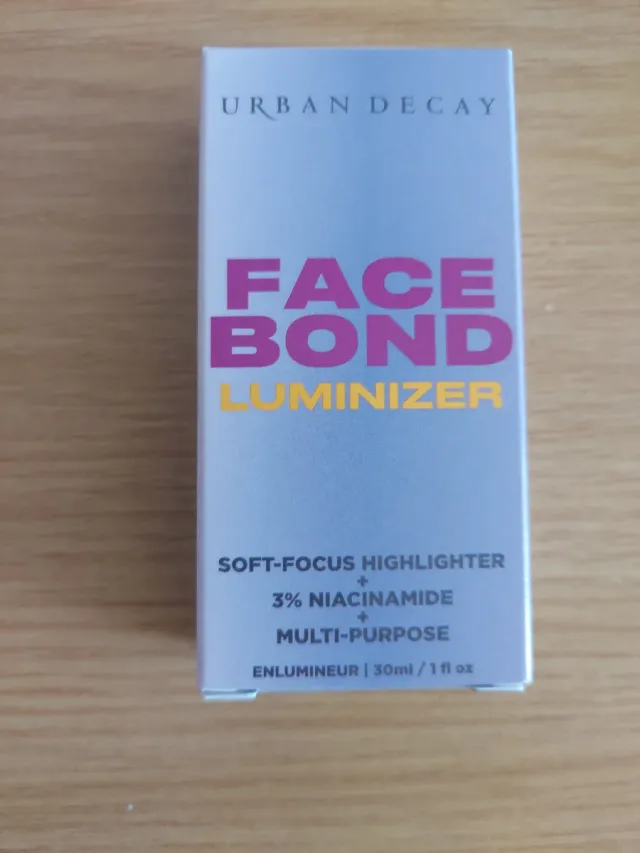 URBAN DECAY
FACE
BOND
LUMINIZER
SOFT-FOCUS HIGHLIGHTER
+
3% NIACINAMIDE
+
MULTI-PURPOSE
ENLUMINEUR | 30ml / 1 fl oz